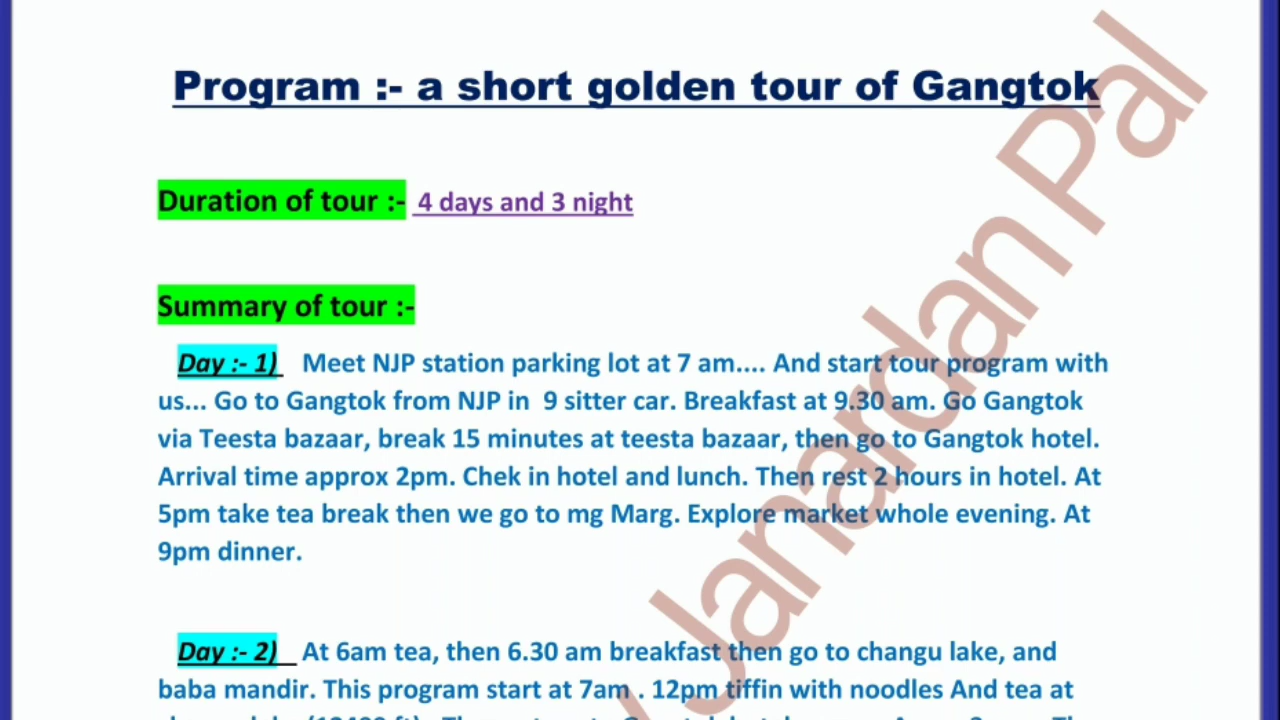 Program :- a short golden tour of Gangtok
Duration of tour :- 4 days and 3 night
Summary of tour :-
Day :- 1) Meet NJP station parking lot at 7 am.... And start tour program with
us... Go to Gangtok from NJP in 9 sitter car. Breakfast at 9.30 am. Go Gangtok
via Teesta bazaar, break 15 minutes at teesta bazaar, then go to Gangtok hotel.
Arrival time approx 2pm. Chek in hotel and lunch. Then rest 2 hours in hotel. At
5pm take tea break then we go to mg Marg. Explore market whole evening. At
9pm dinner.
Day :- 2) At 6am tea, then 6.30 am breakfast then go to changu lake, and
baba mandir. This program start at 7am . 12pm tiffin with noodles And tea at
Janardan Pal